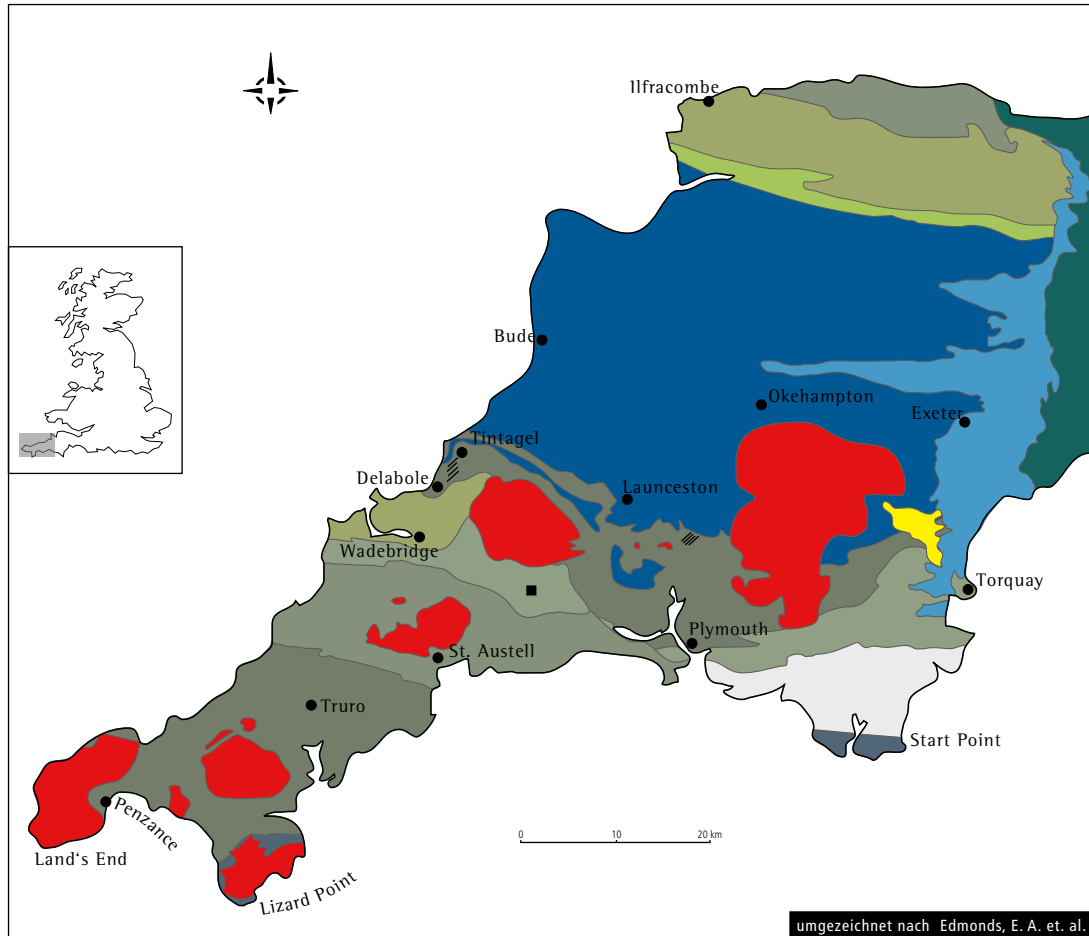 Ilfracombe
Bude
Okehampton
Exeter
Tintagel
Delabole
Launceston
Wadebridge
Torquay
Plymouth
St. Austell
Truro
Start Point
Penzance
0 10 20 km
Land‘s End
Lizard Point
umgezeichnet nach Edmonds, E. A. et. al.